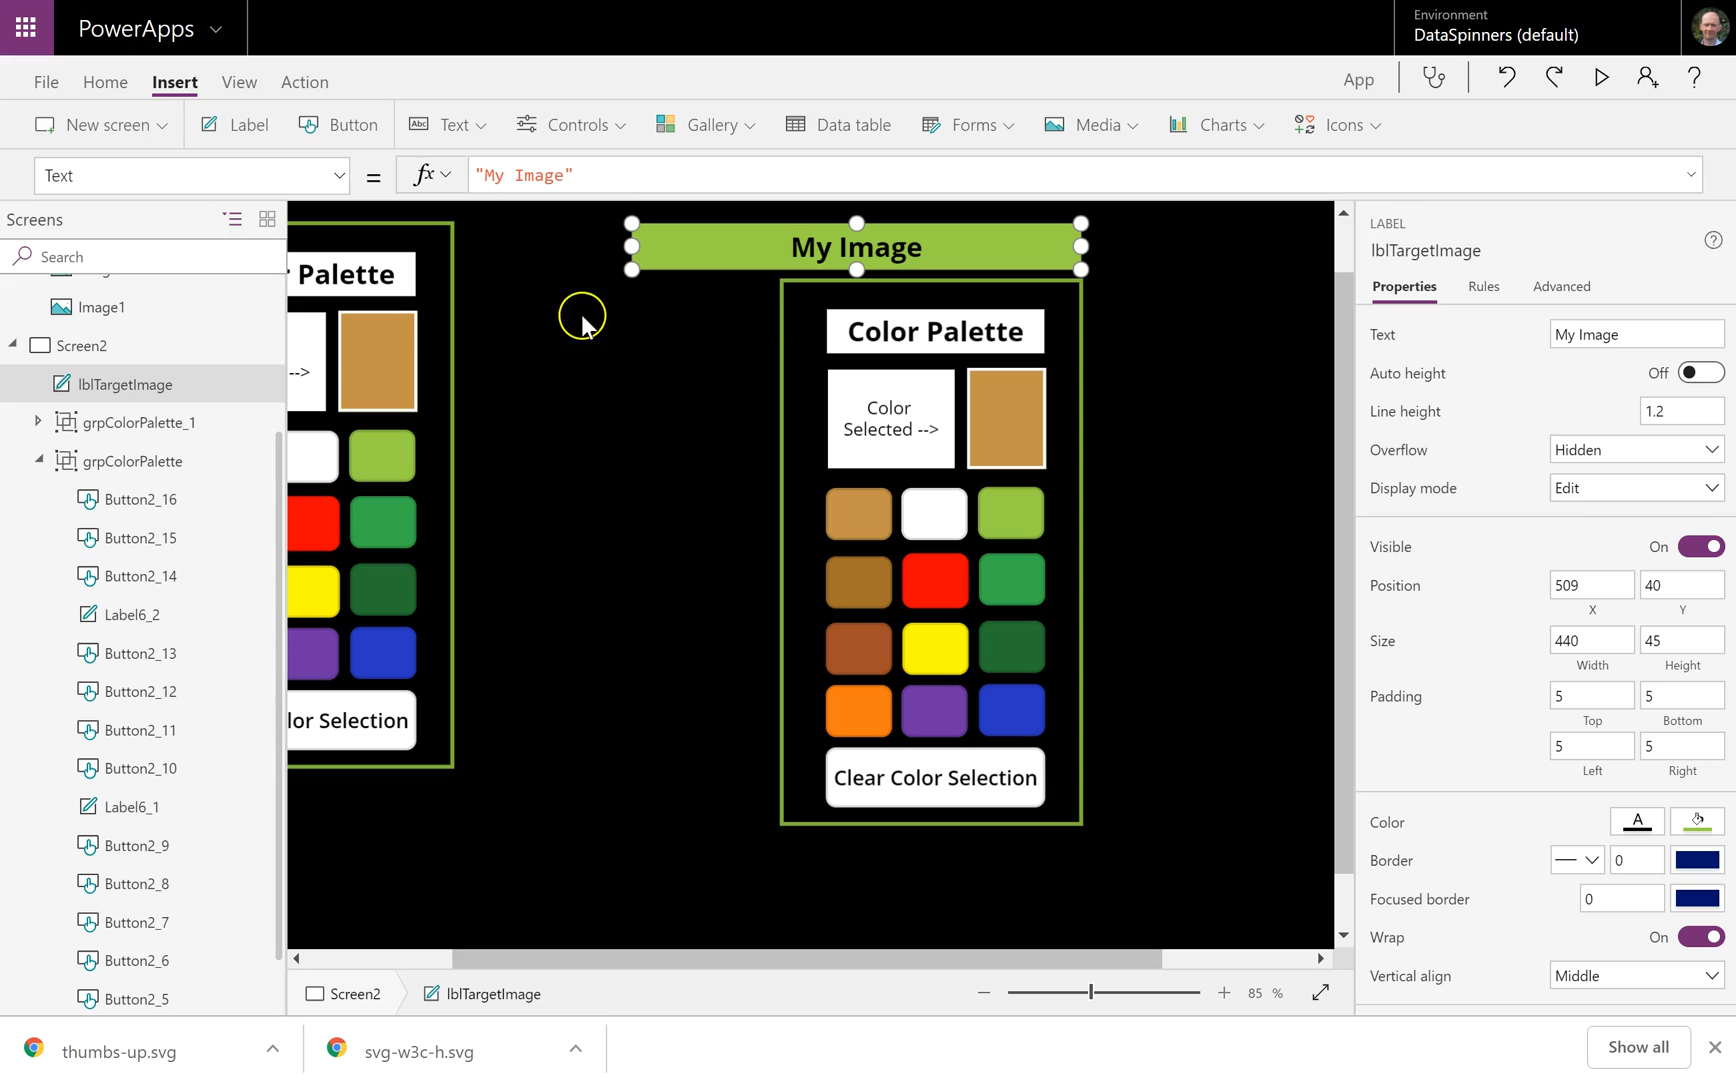 PowerApps
Environment
DataSpinners (default)
File Home Insert View Action
App
New screen Label Button Text Controls Gallery Data table Forms Media Charts Icons
Text = fx "My Image"
Screens
Search
Image1
Screen2
lblTargetImage
grpColorPalette_1
grpColorPalette
Button2_16
Button2_15
Button2_14
Label6_2
Button2_13
Button2_12
Button2_11
Button2_10
Label6_1
Button2_9
Button2_8
Button2_7
Button2_6
Button2_5
Palette
-->
lor Selection
My Image
Color Palette
Color
Selected -->
Clear Color Selection
LABEL
lblTargetImage
Properties Rules Advanced
Text My Image
Auto height Off
Line height 1.2
Overflow Hidden
Display mode Edit
Visible On
Position 509 40
X Y
Size 440 45
Width Height
Padding 5 5
Top Bottom
5 5
Left Right
Color A
Border 0
Focused border 0
Wrap On
Vertical align Middle
Screen2 lblTargetImage
85 %
thumbs-up.svg svg-w3c-h.svg Show all